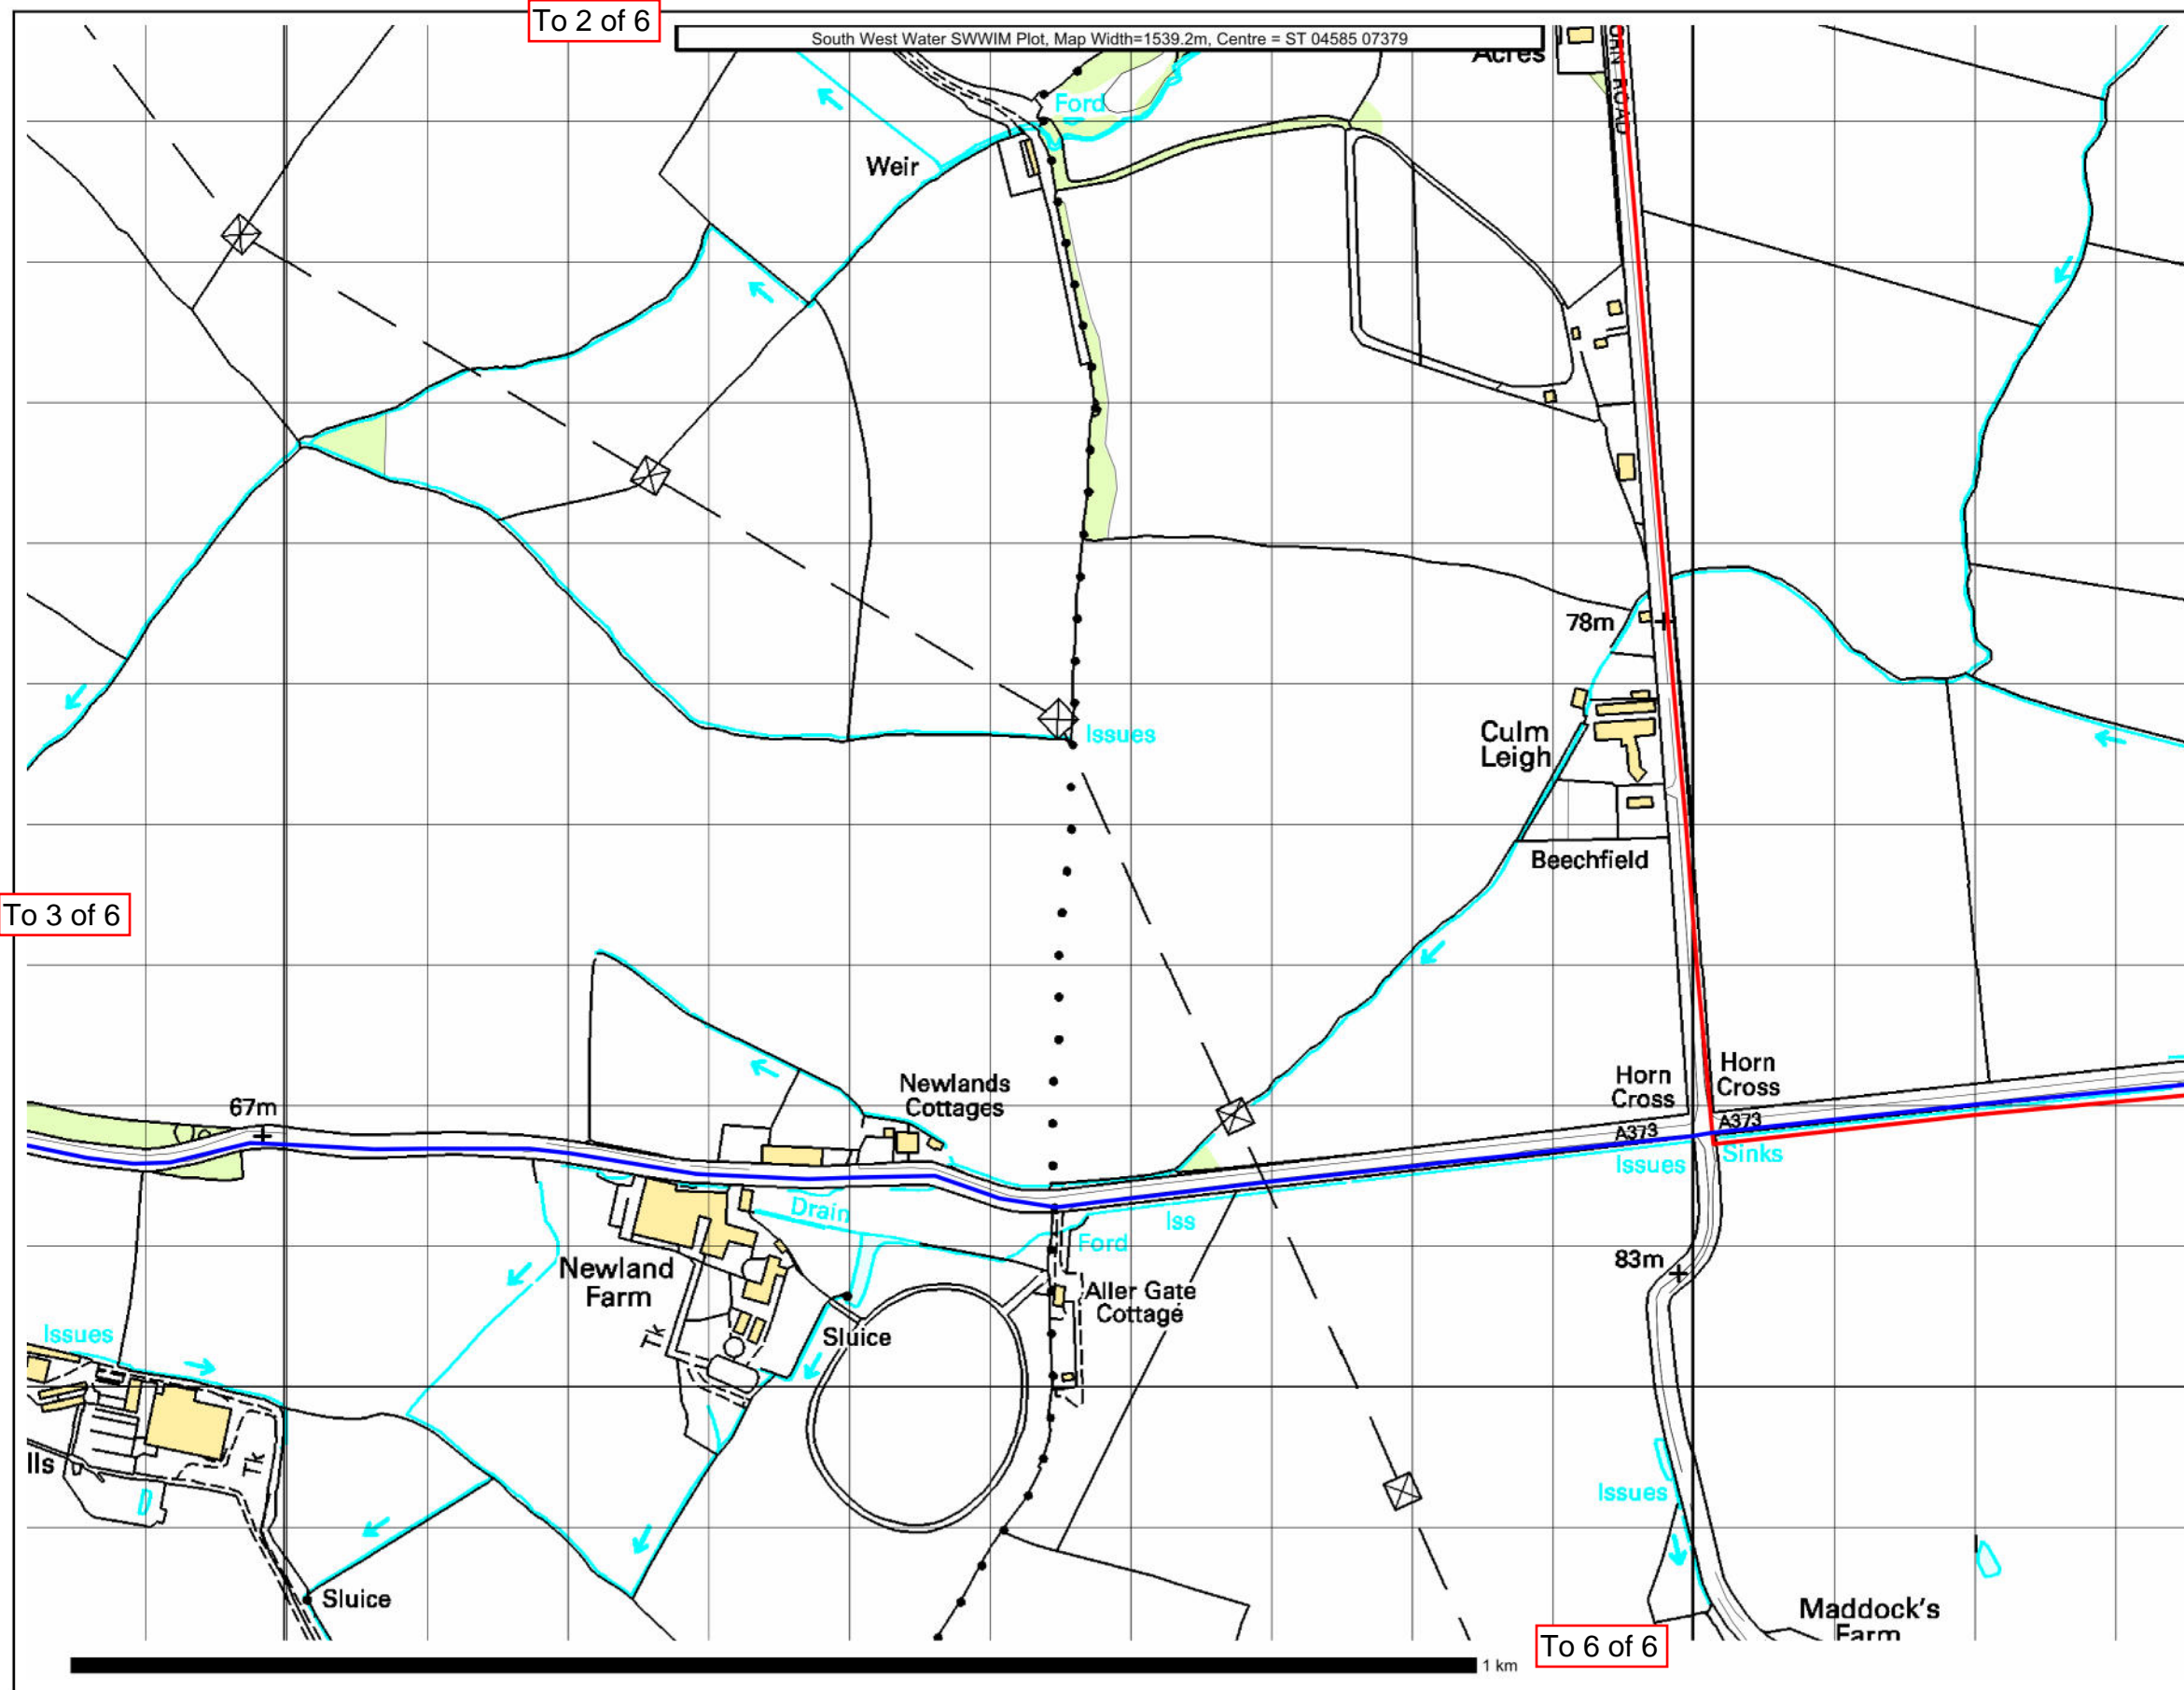 To 2 of 6
South West Water SWWIM Plot, Map Width=1539.2m, Centre = ST 04585 07379
Acres
ROAD
Ford
Weir
78m
Issues
Culm
Leigh
Beechfield
To 3 of 6
Horn
Cross
Horn
Cross
Newlands
Cottages
67m
A373
A373
Issues
Sinks
Drain
Iss
Ford
Newland
Farm
83m
Aller Gate
Cottage
Issues
Tk
Sluice
Tk
lls
Issues
Sluice
Maddock's
Farm
To 6 of 6
1 km